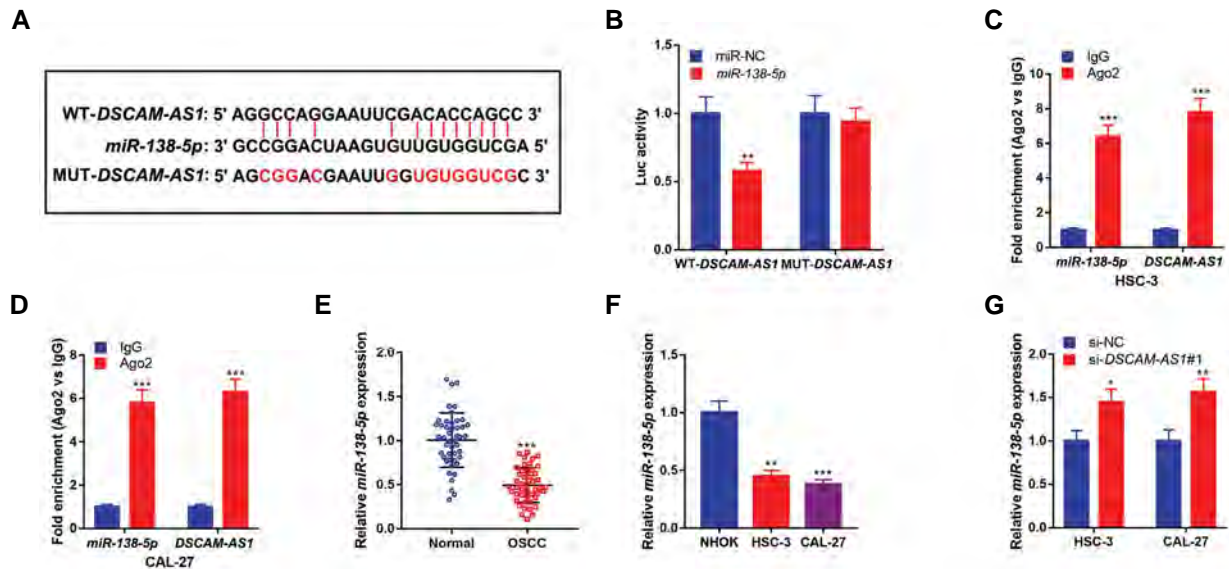 A
WT-DSCAM-AS1: 5' AGGCCAGGAAUUCGACACCAGCC 3'
miR-138-5p: 3' GCCGGACUAAGUGUUGUGGUCGA 5'
MUT-DSCAM-AS1: 5' AGCGGACGAAUUGGUGUGGUCGC 3'
B
miR-NC
miR-138-5p
Luc activity
1.5
1.0
0.5
0.0
WT-DSCAM-AS1 MUT-DSCAM-AS1
**
C
IgG
Ago2
Fold enrichment (Ago2 vs IgG)
10
8
6
4
2
0
***
***
miR-138-5p DSCAM-AS1
HSC-3
D
IgG
Ago2
Fold enrichment (Ago2 vs IgG)
8
6
4
2
0
***
***
miR-138-5p DSCAM-AS1
CAL-27
E
Relative miR-138-5p expression
2.0
1.5
1.0
0.5
0.0
***
Normal OSCC
F
Relative miR-138-5p expression
1.5
1.0
0.5
0.0
**
***
NHOK HSC-3 CAL-27
G
si-NC
si-DSCAM-AS1#1
Relative miR-138-5p expression
2.0
1.5
1.0
0.5
0.0
*
**
HSC-3 CAL-27